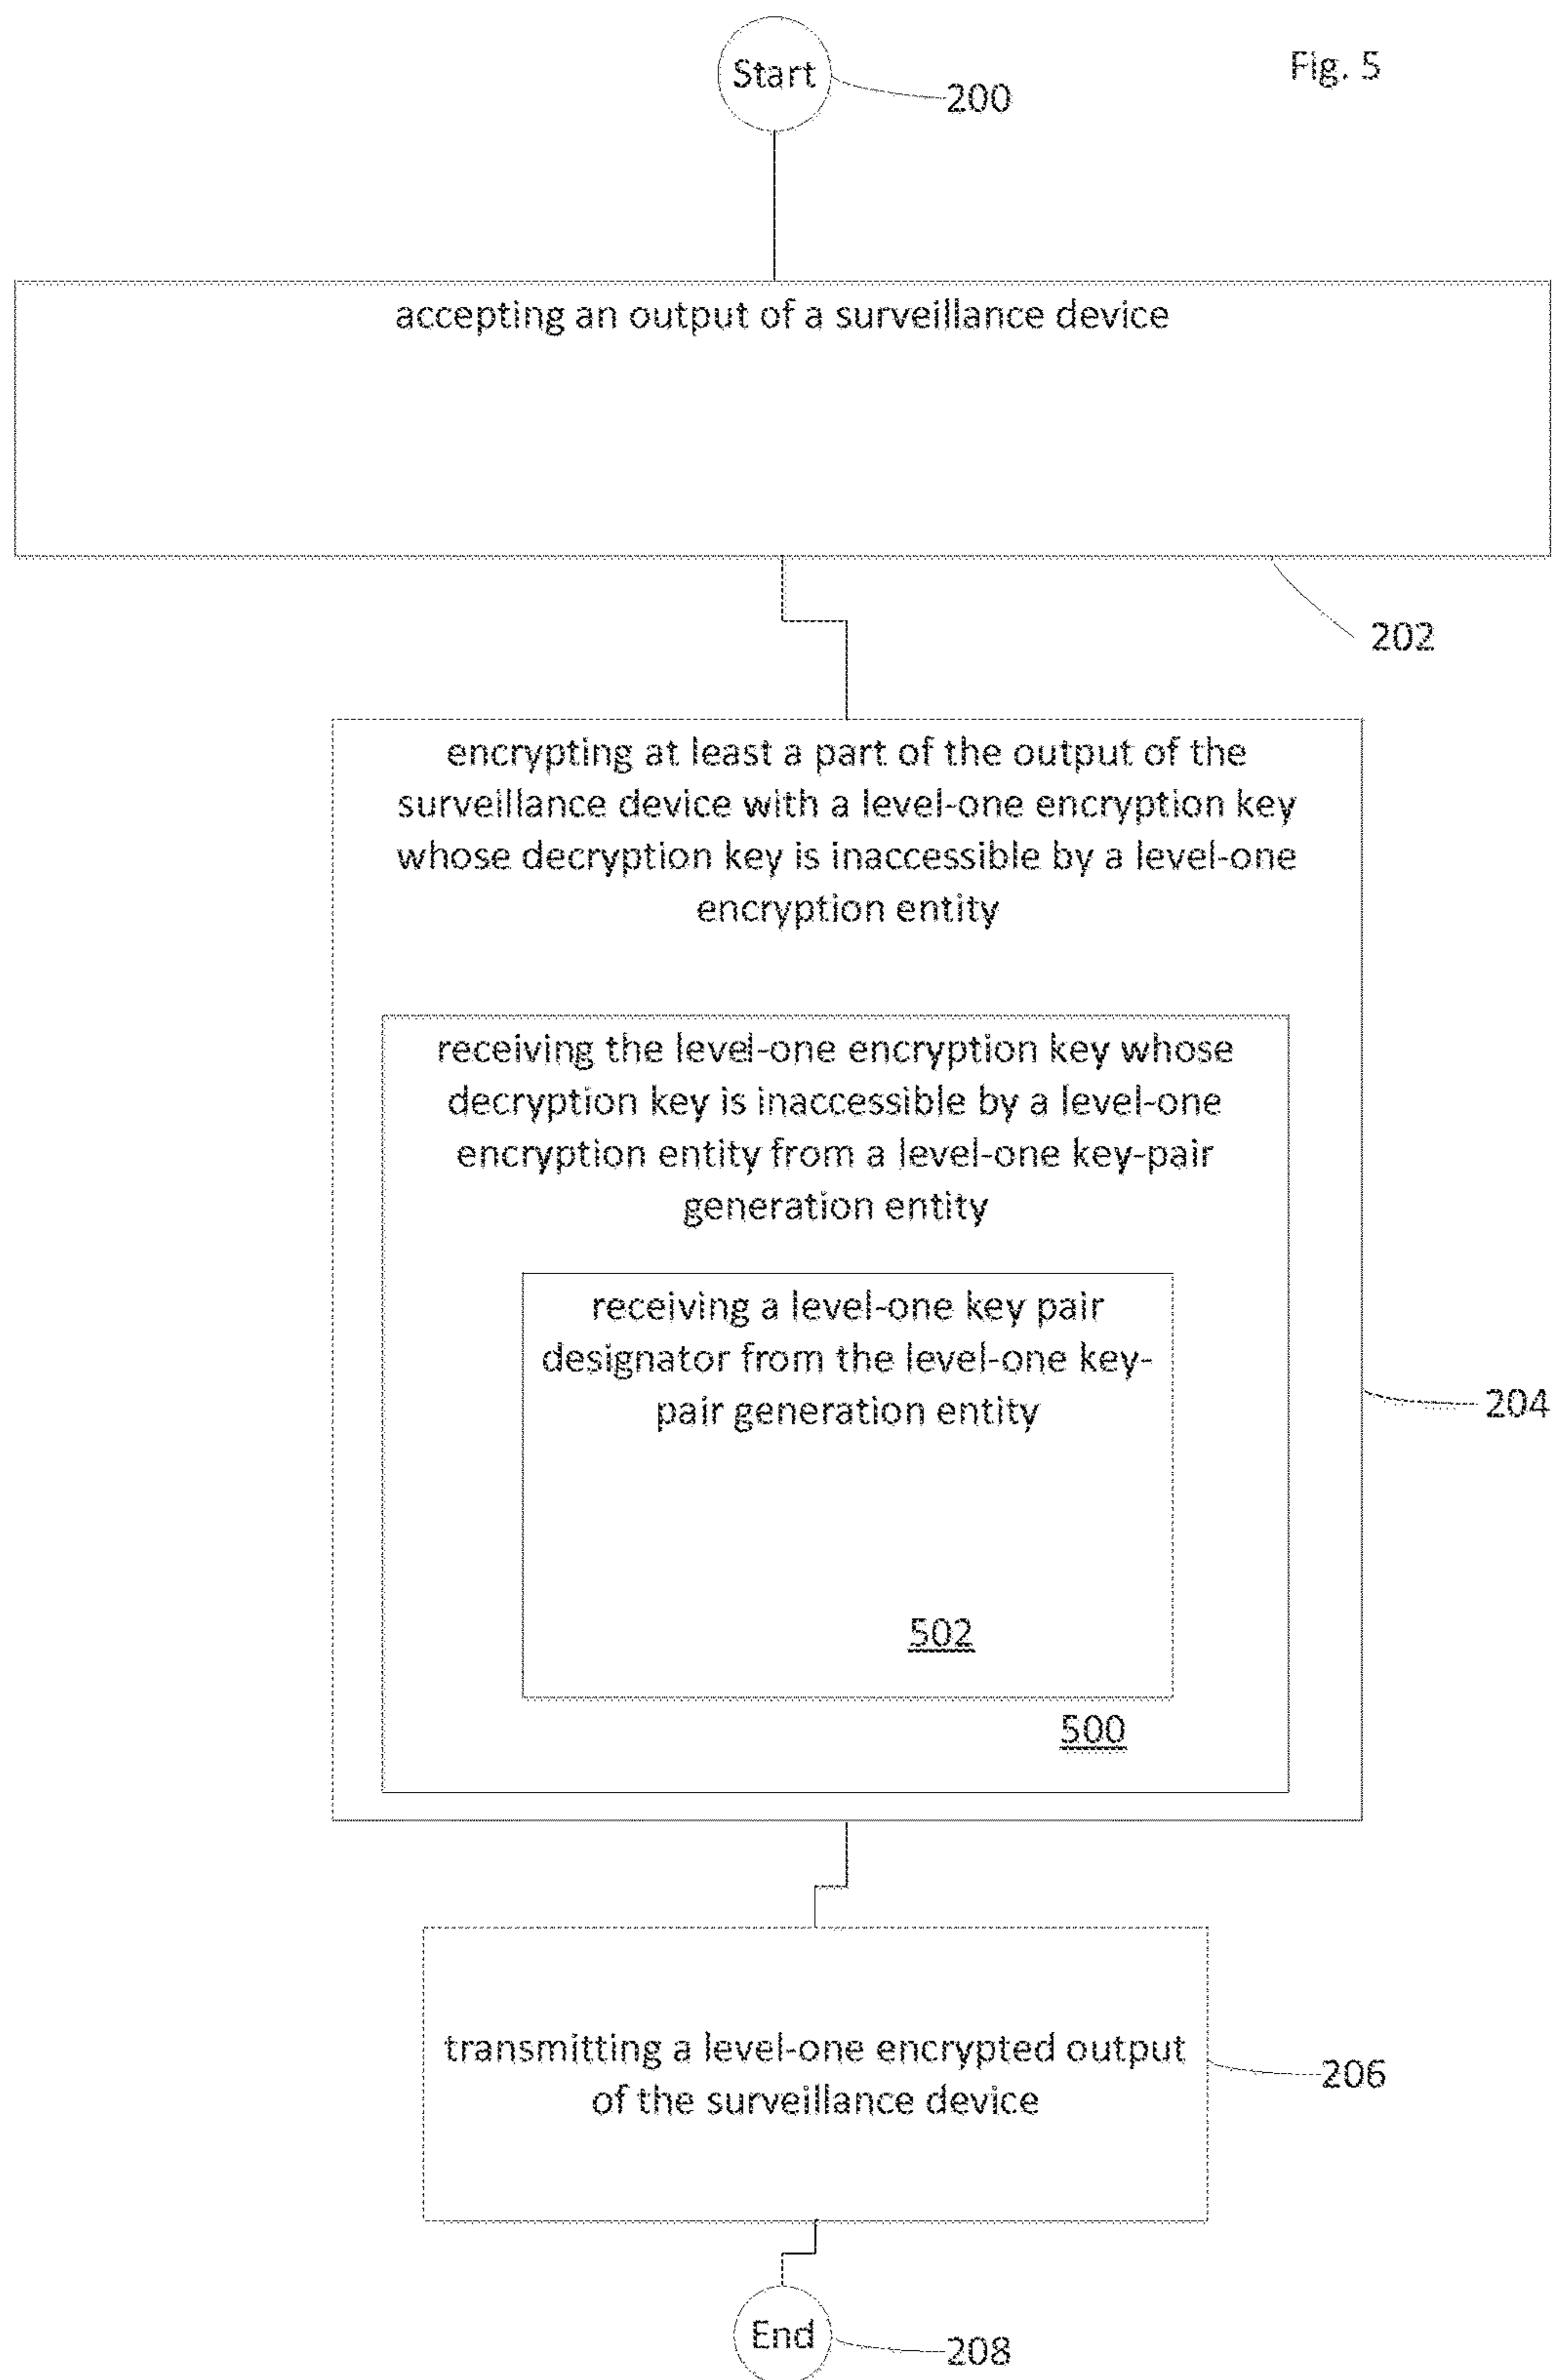 Start
Fig. 5
200
accepting an output of a surveillance device
202
encrypting at least a part of the output of the
surveillance device with a level-one encryption key
whose decryption key is inaccessible by a level-one
encryption entity
receiving the level-one encryption key whose
decryption key is inaccessible by a level-one
encryption entity from a level-one key-pair
generation entity
receiving a level-one key pair
designator from the level-one key-
pair generation entity
204
502
500
transmitting a level-one encrypted output
of the surveillance device
206
End
208